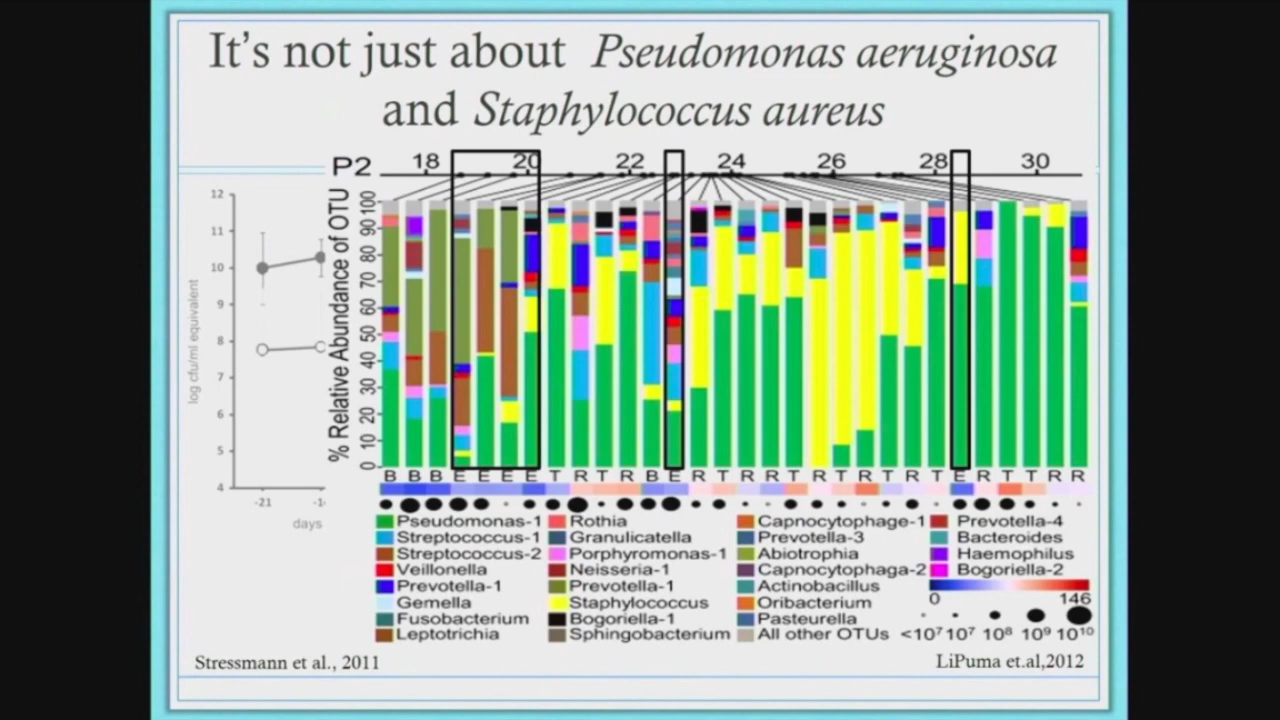 It's not just about Pseudomonas aeruginosa
and Staphylococcus aureus
P2 18 20 22 24 26 28 30
12
11
10
9
8
7
6
5
4
log cfu/ml equivalent
-21 -1
days
% Relative Abundance of OTU
100
90
80
70
60
50
40
30
20
10
0
B B B E E E E T R T R B E R T R R T R T R T R T E R T T R R
Pseudomonas-1 Rothia Capnocytophage-1 Prevotella-4
Streptococcus-1 Granulicatella Prevotella-3 Bacteroides
Streptococcus-2 Porphyromonas-1 Abiotrophia Haemophilus
Veillonella Neisseria-1 Capnocytophaga-2 Bogoriella-2
Prevotella-1 Prevotella-1 Actinobacillus
Gemella Staphylococcus Oribacterium 0 146
Fusobacterium Bogoriella-1 Pasteurella
Leptotrichia Sphingobacterium All other OTUs <10⁷ 10⁷ 10⁸ 10⁹ 10¹⁰
Stressmann et al., 2011 LiPuma et.al,2012